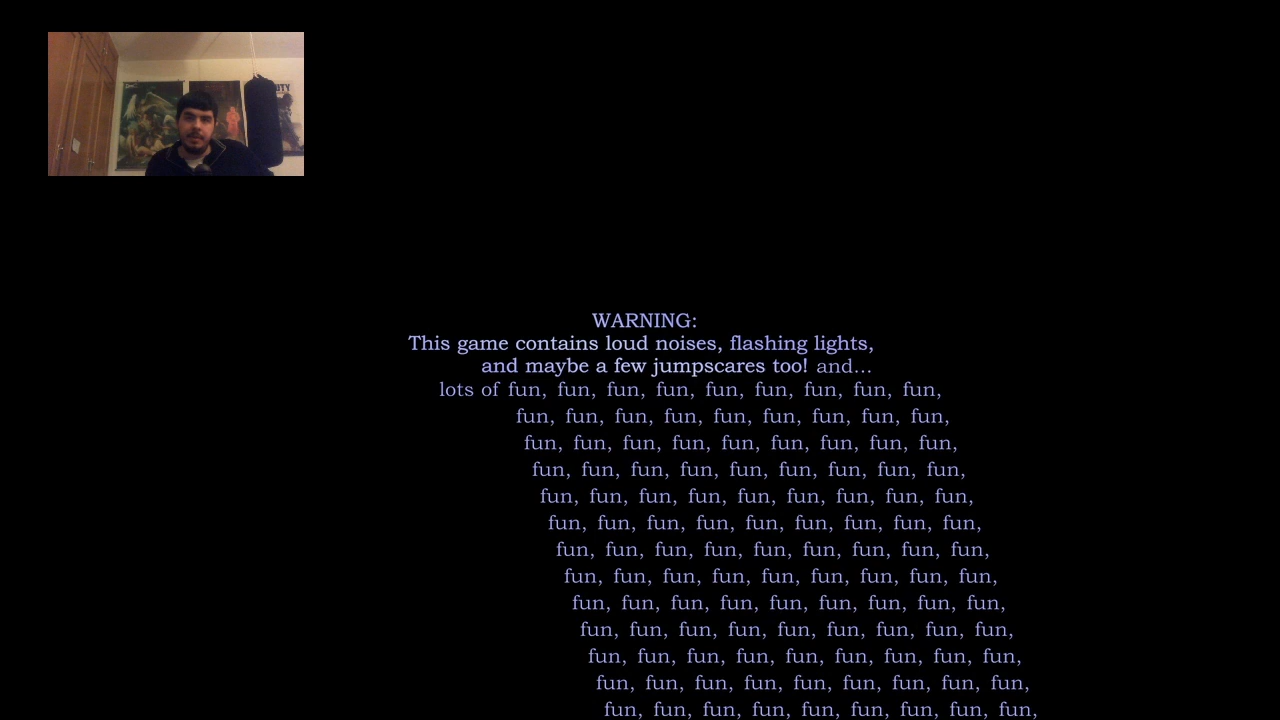 WARNING:
This game contains loud noises, flashing lights,
and maybe a few jumpscares too! and...
lots of fun, fun, fun, fun, fun, fun, fun, fun, fun,
fun, fun, fun, fun, fun, fun, fun, fun, fun,
fun, fun, fun, fun, fun, fun, fun, fun, fun,
fun, fun, fun, fun, fun, fun, fun, fun, fun,
fun, fun, fun, fun, fun, fun, fun, fun, fun,
fun, fun, fun, fun, fun, fun, fun, fun, fun,
fun, fun, fun, fun, fun, fun, fun, fun, fun,
fun, fun, fun, fun, fun, fun, fun, fun, fun,
fun, fun, fun, fun, fun, fun, fun, fun, fun,
fun, fun, fun, fun, fun, fun, fun, fun, fun,
fun, fun, fun, fun, fun, fun, fun, fun, fun,
fun, fun, fun, fun, fun, fun, fun, fun, fun,
fun, fun, fun, fun, fun, fun, fun, fun, fun,